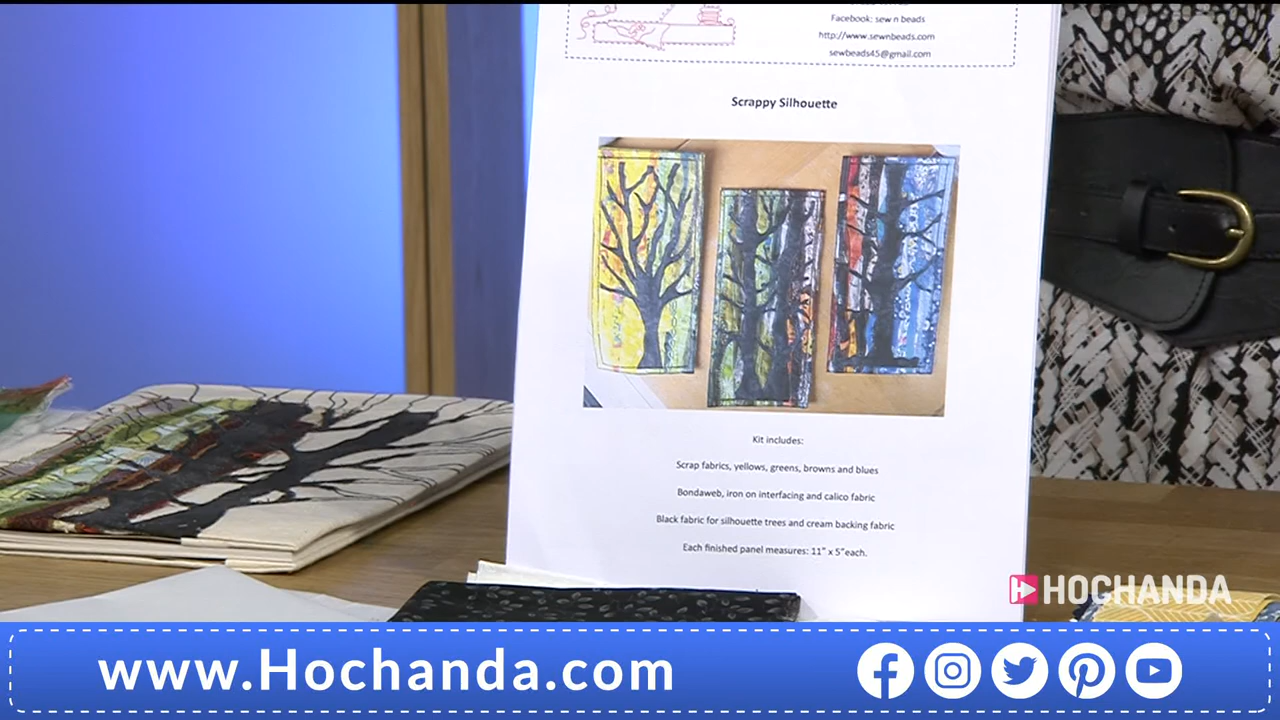 Facebook: sew n beads
http://www.sewnbeads.com
sewbeads45@gmail.com
Scrappy Silhouette
Kit includes:
Scrap fabrics, yellows, greens, browns and blues
Bondaweb, iron on interfacing and calico fabric
Black fabric for silhouette trees and cream backing fabric
Each finished panel measures: 11” x 5”each.
HOCHANDA
www.Hochanda.com